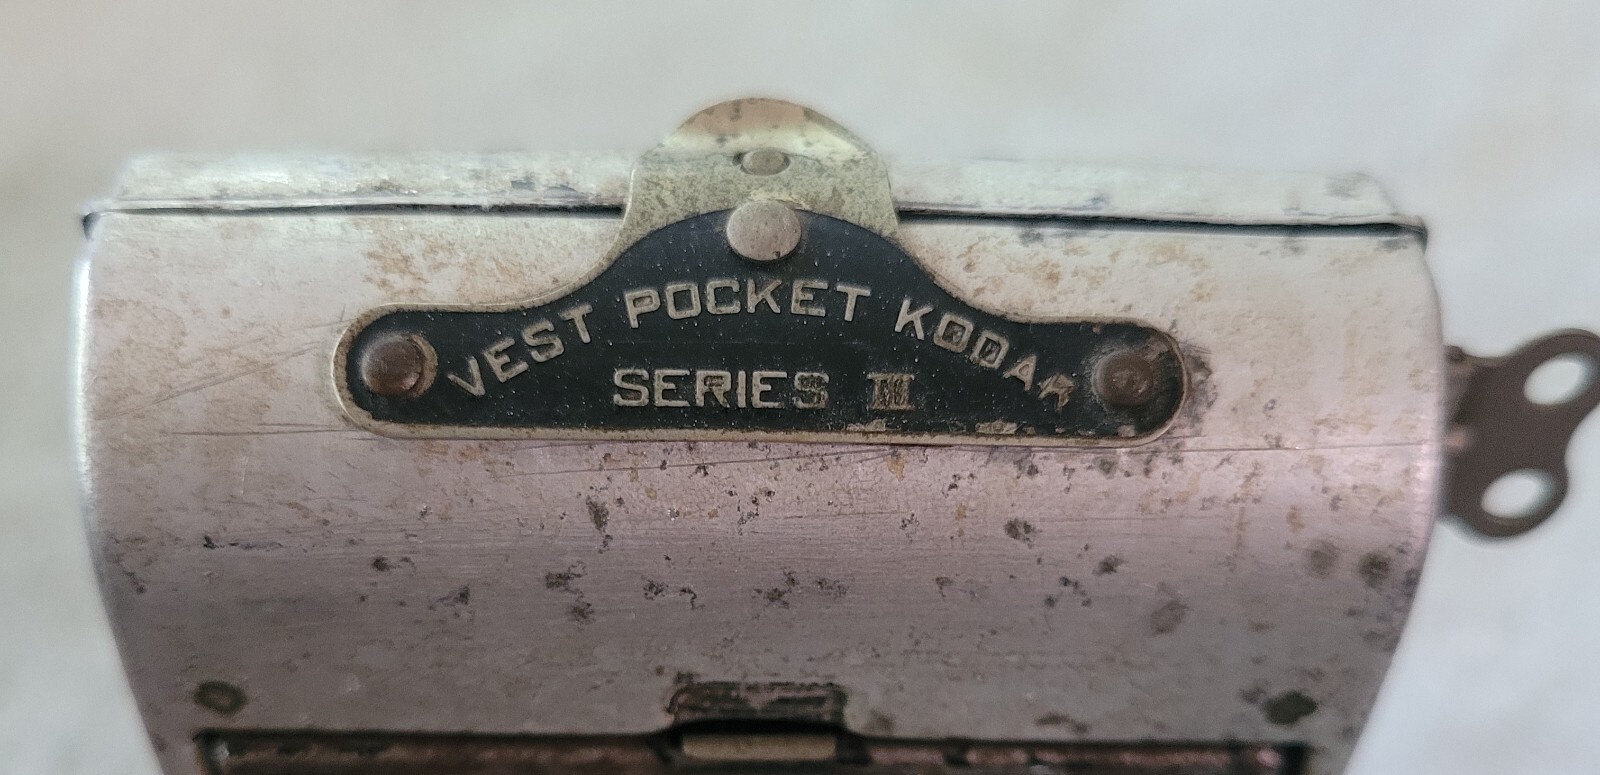 VEST POCKET KODAK
SERIES III